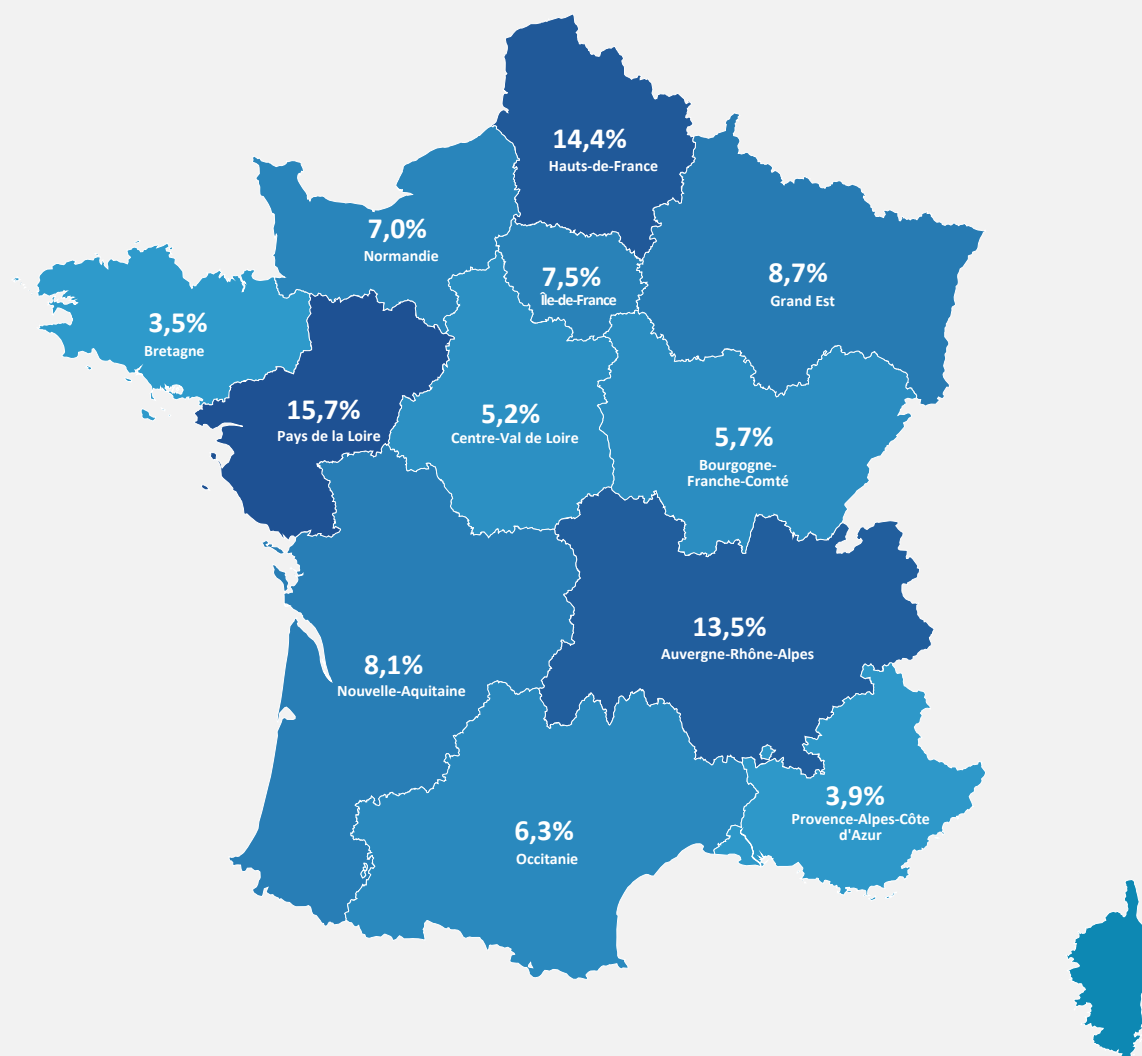 14,4%
Hauts-de-France
7,0%
Normandie
7,5%
Île-de-France
8,7%
Grand Est
3,5%
Bretagne
15,7%
Pays de la Loire
5,2%
Centre-Val de Loire
5,7%
Bourgogne-
Franche-Comté
13,5%
Auvergne-Rhône-Alpes
8,1%
Nouvelle-Aquitaine
3,9%
Provence-Alpes-Côte
d'Azur
6,3%
Occitanie